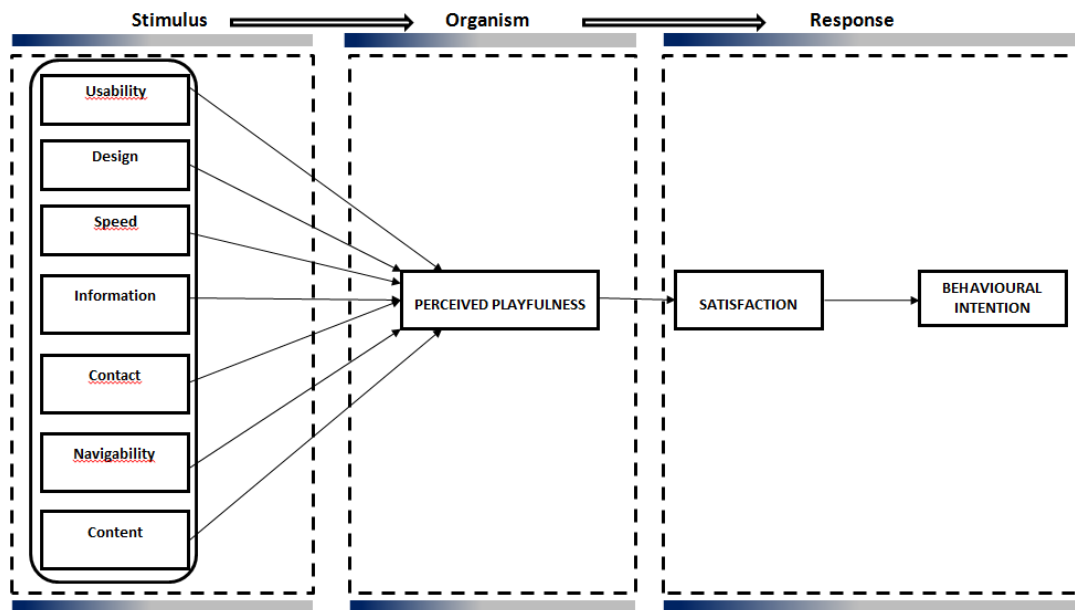 Stimulus
Organism
Response
Usability
Design
Speed
Information
Contact
Navigability
Content
PERCEIVED PLAYFULNESS
SATISFACTION
BEHAVIOURAL
INTENTION